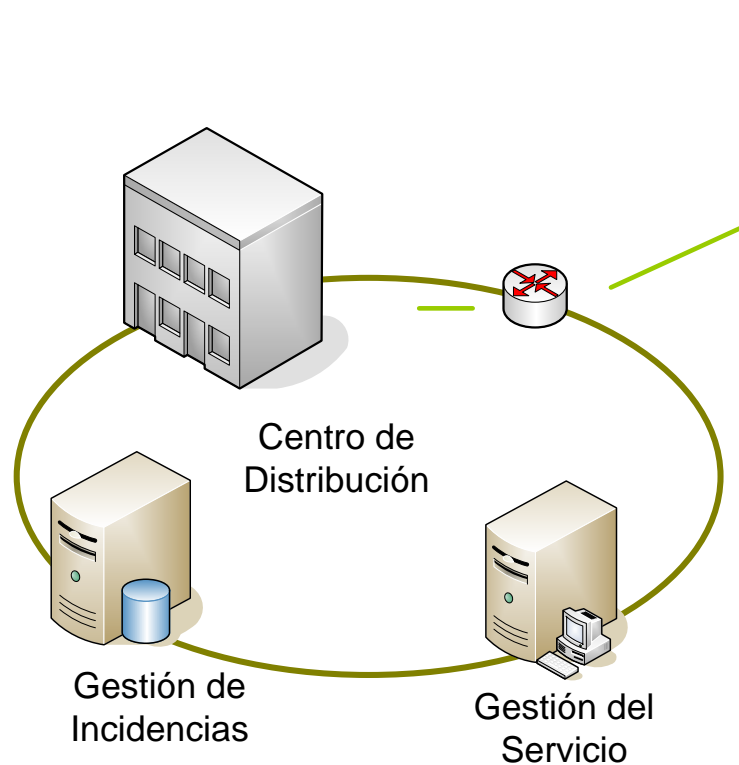 Centro de
Distribución
Gestión de
Incidencias
Gestión del
Servicio